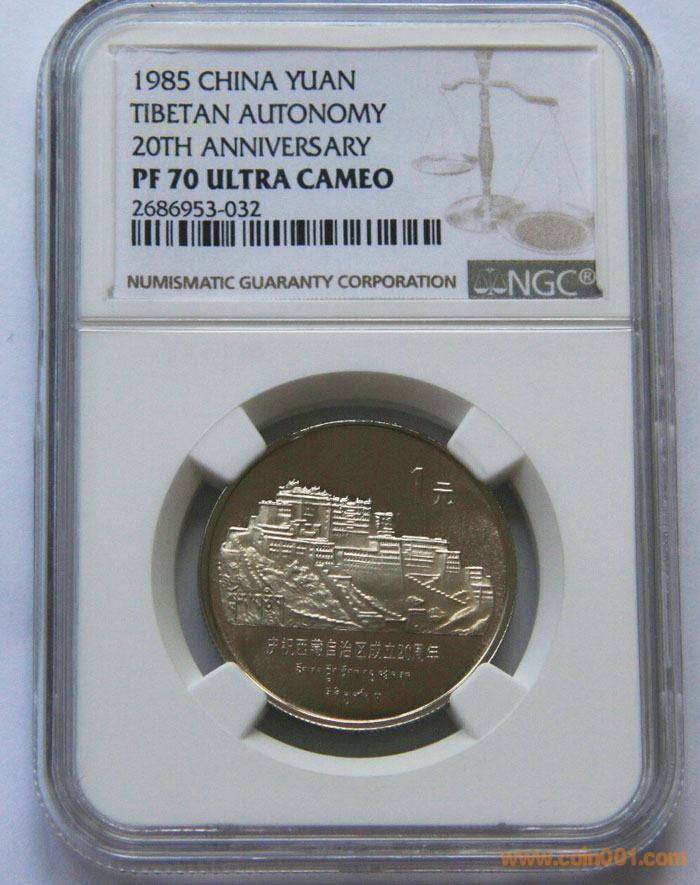 1985 CHINA YUAN
TIBETAN AUTONOMY
20TH ANNIVERSARY
PF 70 ULTRA CAMEO
2686953-032
NUMISMATIC GUARANTY CORPORATION
NGC®
1元
庆祝西藏自治区成立20周年
www.coin001.com